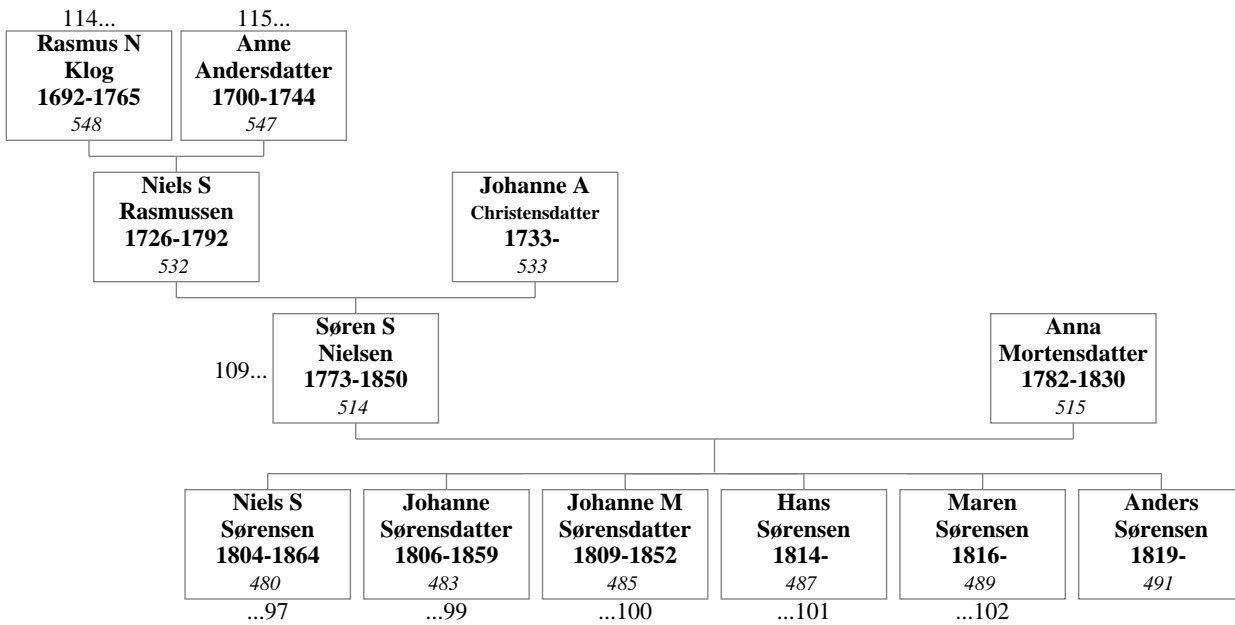 114...
115...
Rasmus N
Klog
1692-1765
548
Anne
Andersdatter
1700-1744
547
Niels S
Rasmussen
1726-1792
532
Johanne A
Christensdatter
1733-
533
109...
Søren S
Nielsen
1773-1850
514
Anna
Mortensdatter
1782-1830
515
Niels S
Sørensen
1804-1864
480
...97
Johanne
Sørensdatter
1806-1859
483
...99
Johanne M
Sørensdatter
1809-1852
485
...100
Hans
Sørensen
1814-
487
...101
Maren
Sørensen
1816-
489
...102
Anders
Sørensen
1819-
491